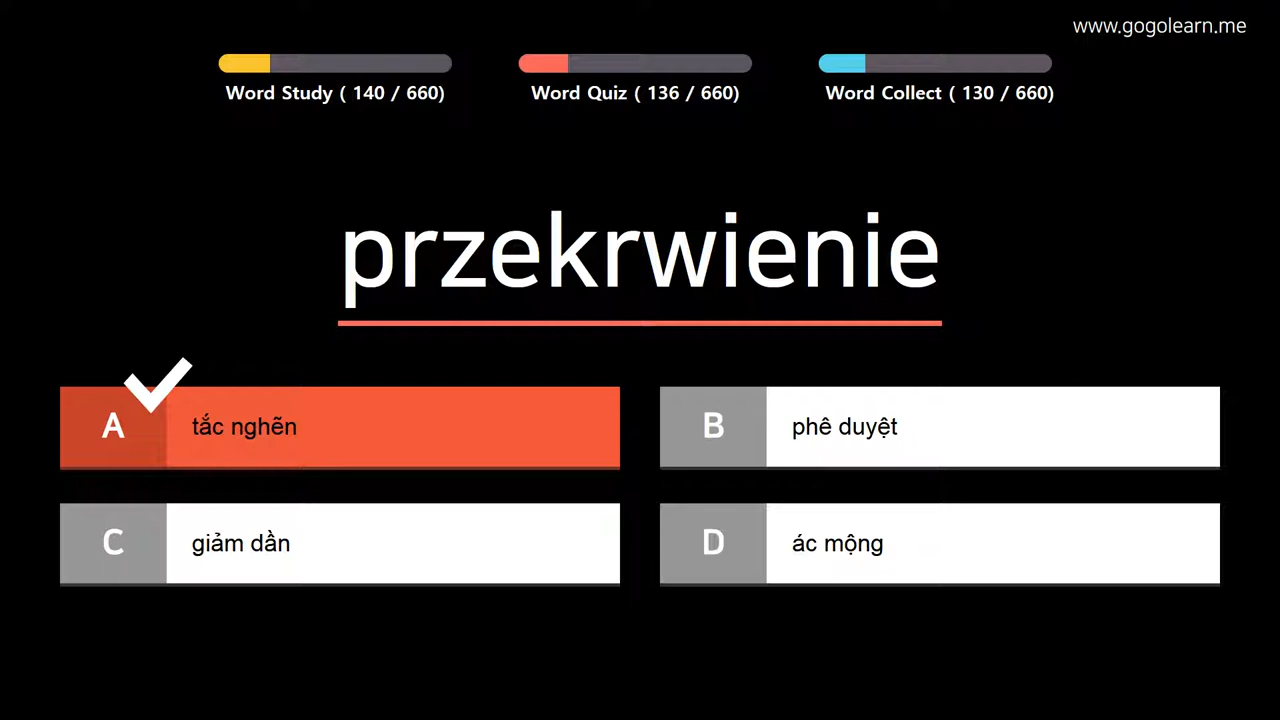 www.gogolearn.me
Word Study ( 140 / 660)
Word Quiz ( 136 / 660)
Word Collect ( 130 / 660)
przekrwienie
A tắc nghẽn
B phê duyệt
C giảm dần
D ác mộng